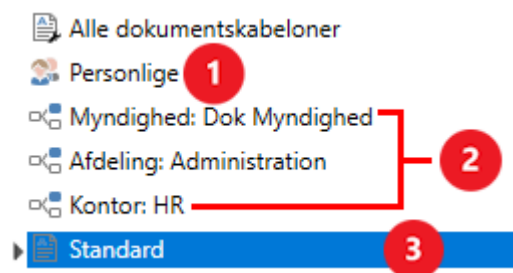 Alle dokumentskabeloner
Personlige 1
Myndighed: Dok Myndighed
Afdeling: Administration 2
Kontor: HR
Standard 3